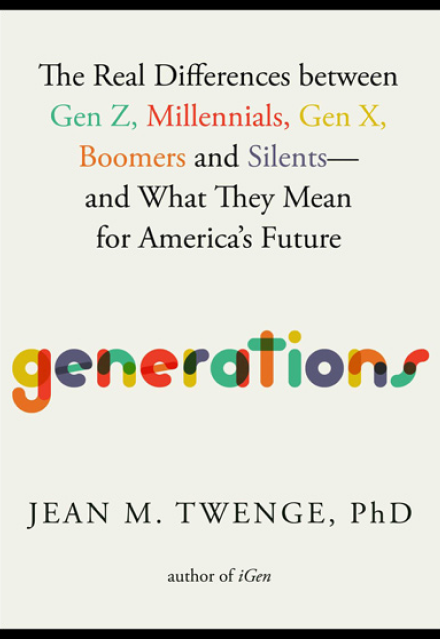 The Real Differences between
Gen Z, Millennials, Gen X,
Boomers and Silents—
and What They Mean
for America's Future
generations
JEAN M. TWENGE, PhD
author of iGen